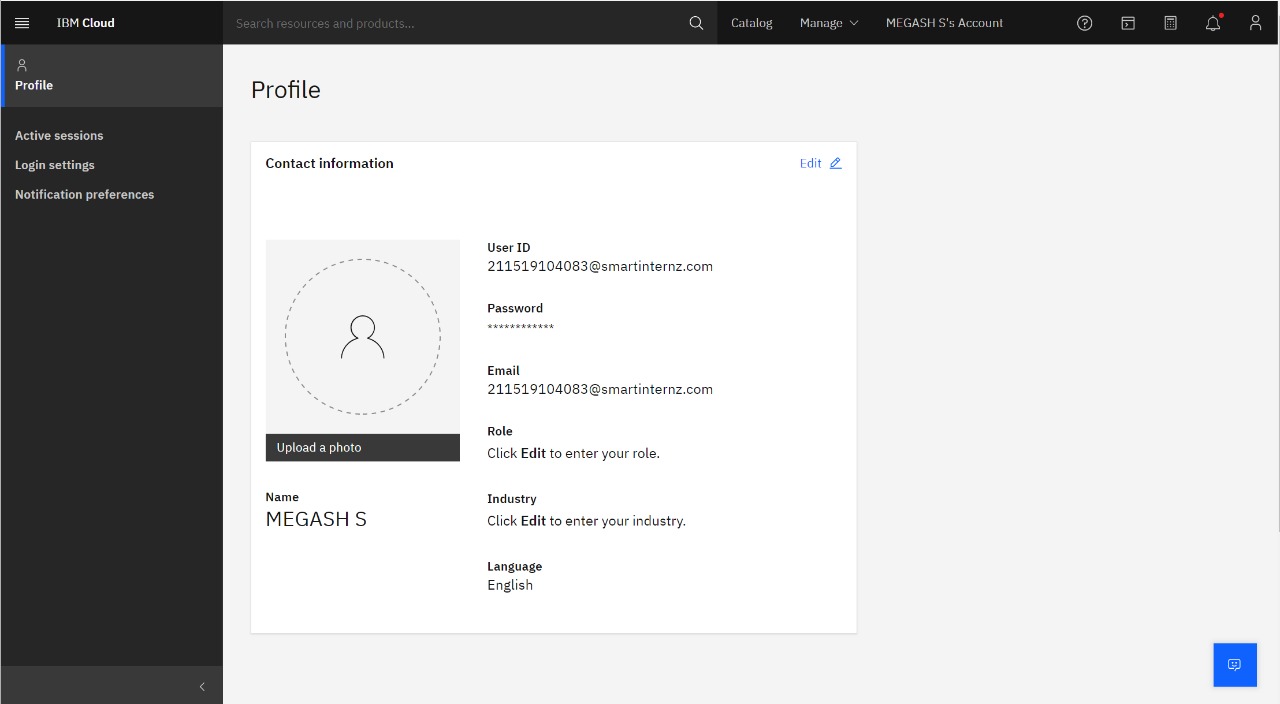 IBM Cloud
Search resources and products...
Catalog
Manage
MEGASH S's Account
Profile
Active sessions
Login settings
Notification preferences
Profile
Contact information
Edit
Upload a photo
Name
MEGASH S
User ID
211519104083@smartinternz.com
Password
************
Email
211519104083@smartinternz.com
Role
Click Edit to enter your role.
Industry
Click Edit to enter your industry.
Language
English